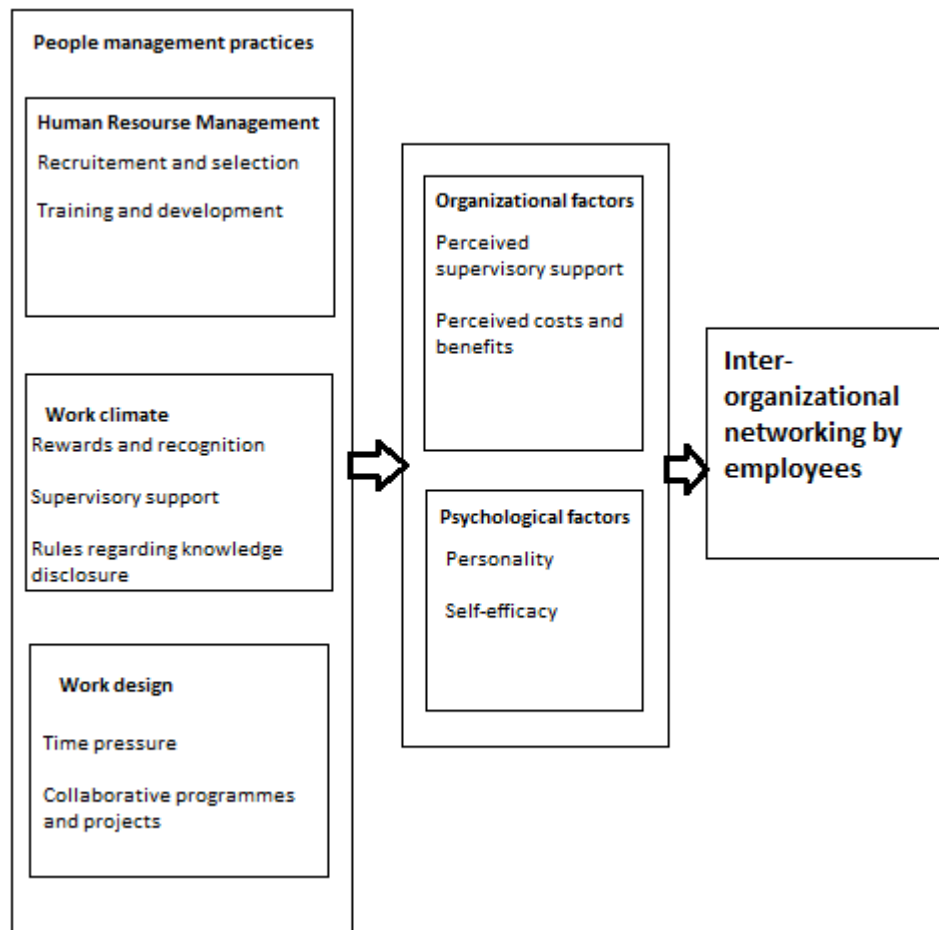 People management practices
Human Resourse Management
Recruitement and selection
Training and development
Work climate
Rewards and recognition
Supervisory support
Rules regarding knowledge
disclosure
Work design
Time pressure
Collaborative programmes
and projects
Organizational factors
Perceived
supervisory support
Perceived costs and
benefits
Psychological factors
Personality
Self-efficacy
Inter-
organizational
networking by
employees